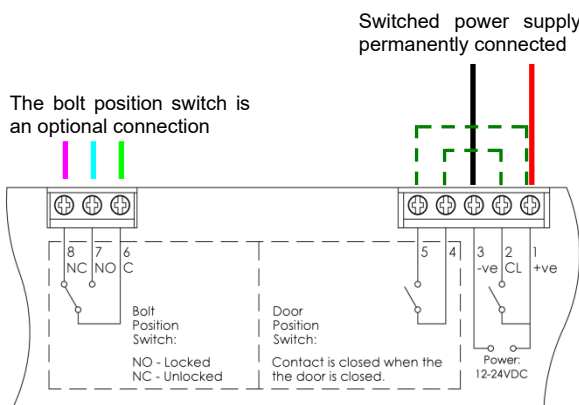 Switched power supply
permanently connected
The bolt position switch is
an optional connection
8 7 6
NC NO C
5 4 3 2 1
-ve CL +ve
Bolt
Position
Switch:
NO - Locked
NC - Unlocked
Door
Position
Switch:
Contact is closed when the
the door is closed.
Power:
12-24VDC